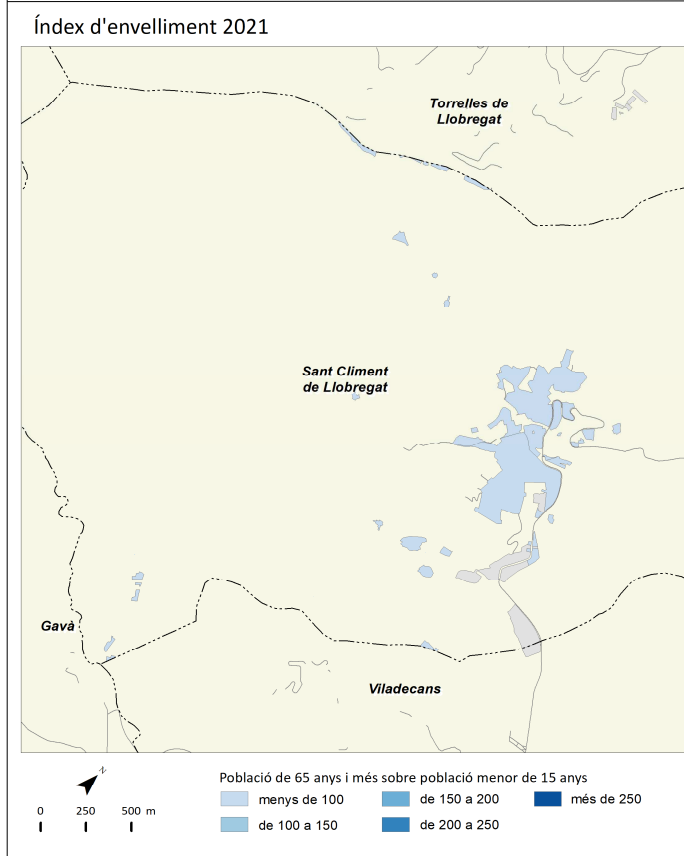 Índex d'envelliment 2021
Torrelles de
Llobregat
Sant Climent
de Llobregat
Gavà
Viladecans
N
0 250 500 m
Població de 65 anys i més sobre població menor de 15 anys
menys de 100
de 150 a 200
més de 250
de 100 a 150
de 200 a 250